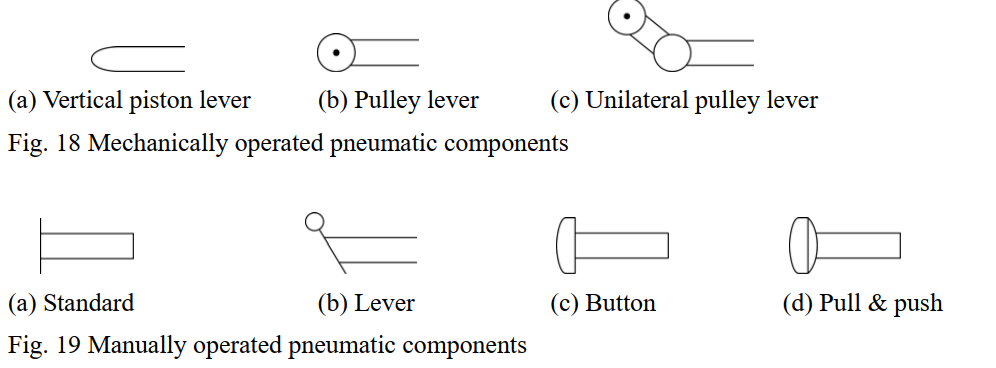 (a) Vertical piston lever (b) Pulley lever (c) Unilateral pulley lever
Fig. 18 Mechanically operated pneumatic components
(a) Standard (b) Lever (c) Button (d) Pull & push
Fig. 19 Manually operated pneumatic components